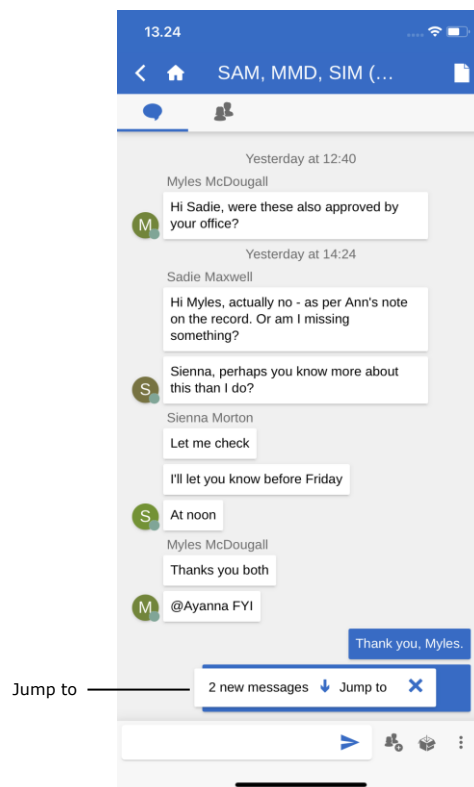 13.24
SAM, MMD, SIM (...
Yesterday at 12:40
Myles McDougall
Hi Sadie, were these also approved by
your office?
M
Yesterday at 14:24
Sadie Maxwell
Hi Myles, actually no - as per Ann's note
on the record. Or am I missing
something?
Sienna, perhaps you know more about
this than I do?
S
Sienna Morton
Let me check
I'll let you know before Friday
At noon
S
Myles McDougall
Thanks you both
@Ayanna FYI
M
Thank you, Myles.
2 new messages Jump to
Jump to